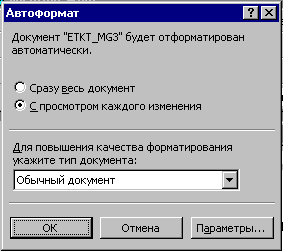 Автоформат
Документ "ETKT_MG3" будет отформатирован
автоматически.
Сразу весь документ
С просмотром каждого изменения
Для повышения качества форматирования
укажите тип документа:
Обычный документ
ОК
Отмена
Параметры...